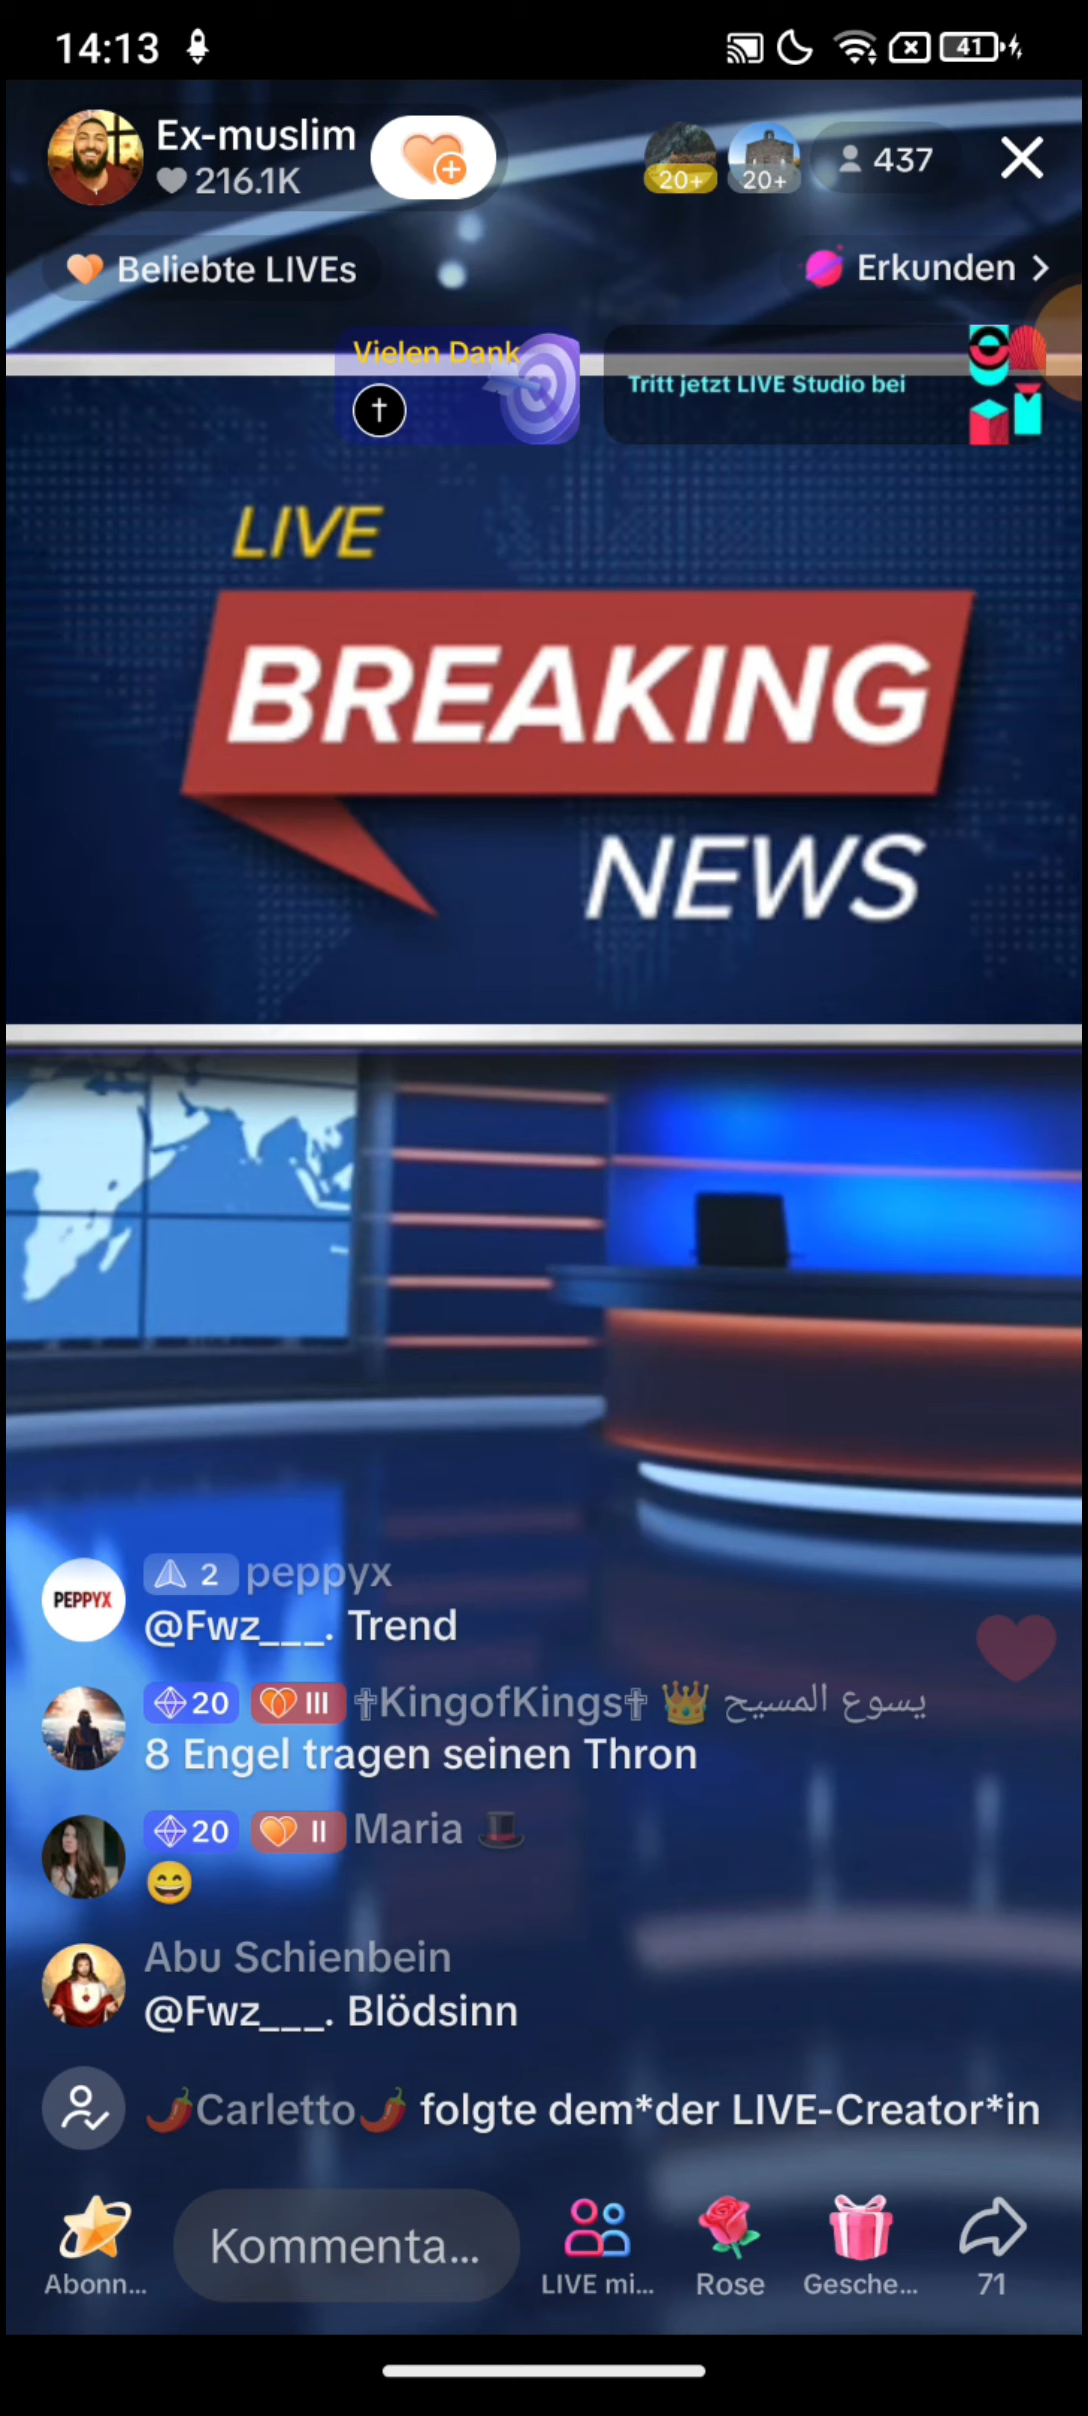 14:13
41
Ex-muslim
216.1K
20+
20+
437
Beliebte LIVEs
Erkunden
Vielen Dank
Tritt jetzt LIVE Studio bei
LIVE
BREAKING
NEWS
2 peppyx
PEPPYX
@Fwz___. Trend
20 III ✟KingofKings✟ 👑 يسوع المسيح
8 Engel tragen seinen Thron
20 II Maria 🎩
😄
Abu Schienbein
@Fwz___. Blödsinn
🌶️Carletto🌶️ folgte dem*der LIVE-Creator*in
Kommenta...
Abonn...
LIVE mi...
Rose
Gesche...
71